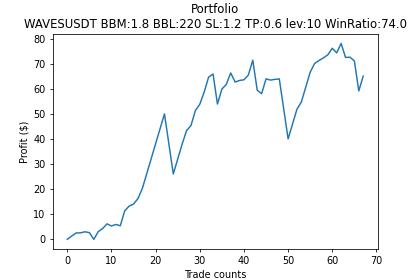 Portfolio
WAVESUSDT BBM:1.8 BBL:220 SL:1.2 TP:0.6 lev:10 WinRatio:74.0
Profit ($)
80
70
60
50
40
30
20
10
0
0 10 20 30 40 50 60 70
Trade counts